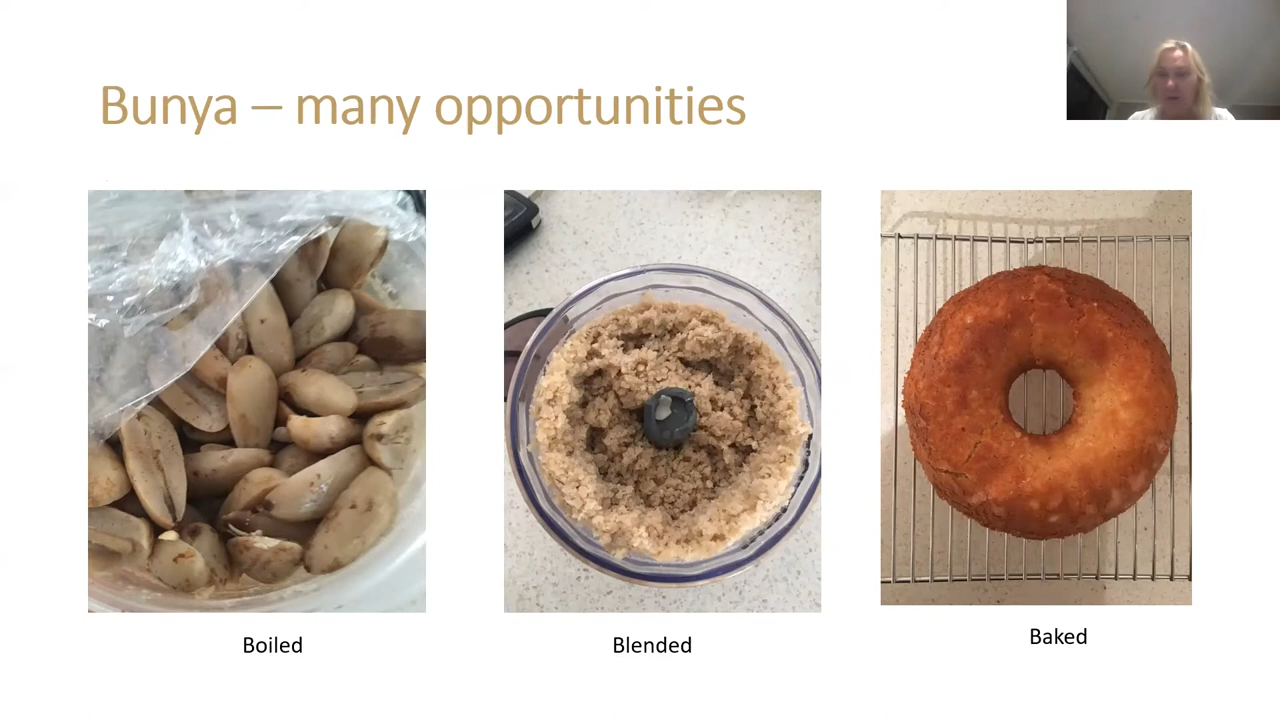 Bunya – many opportunities
Boiled
Blended
Baked